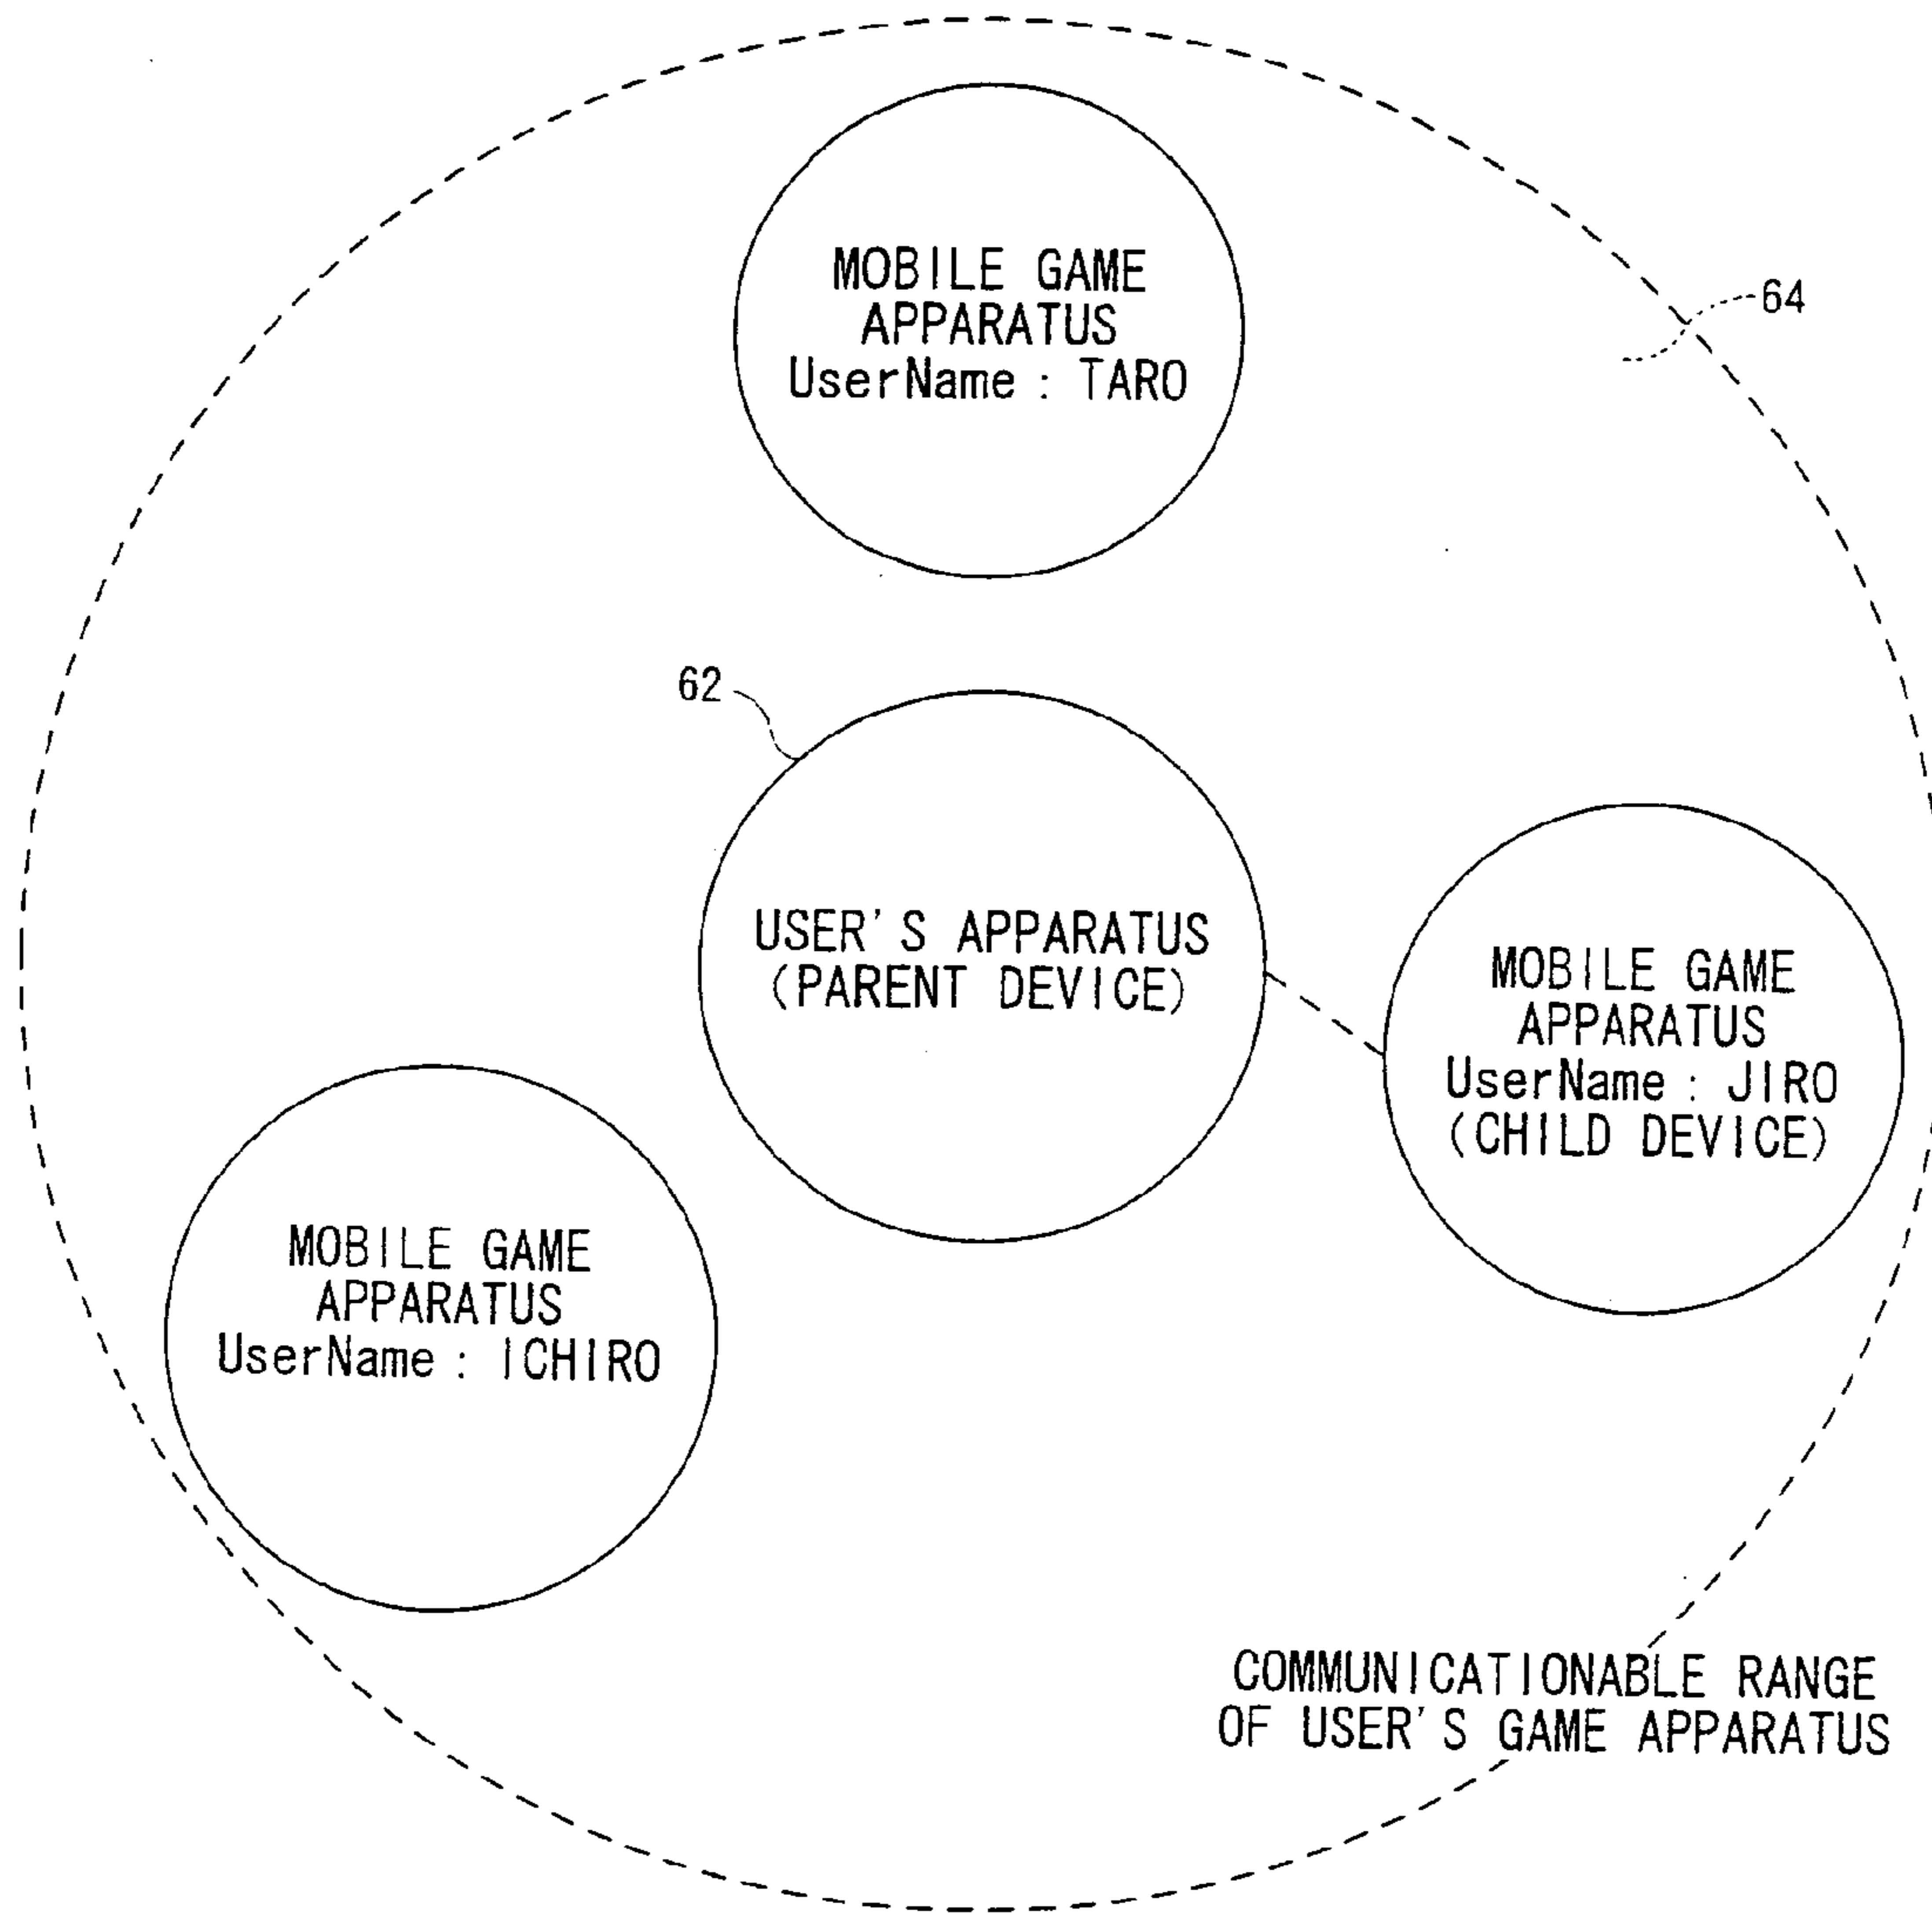 MOBILE GAME
APPARATUS
UserName : TARO
64
62
USER'S APPARATUS
(PARENT DEVICE)
MOBILE GAME
APPARATUS
UserName : JIRO
(CHILD DEVICE)
MOBILE GAME
APPARATUS
UserName : ICHIRO
COMMUNICATIONABLE RANGE
OF USER'S GAME APPARATUS